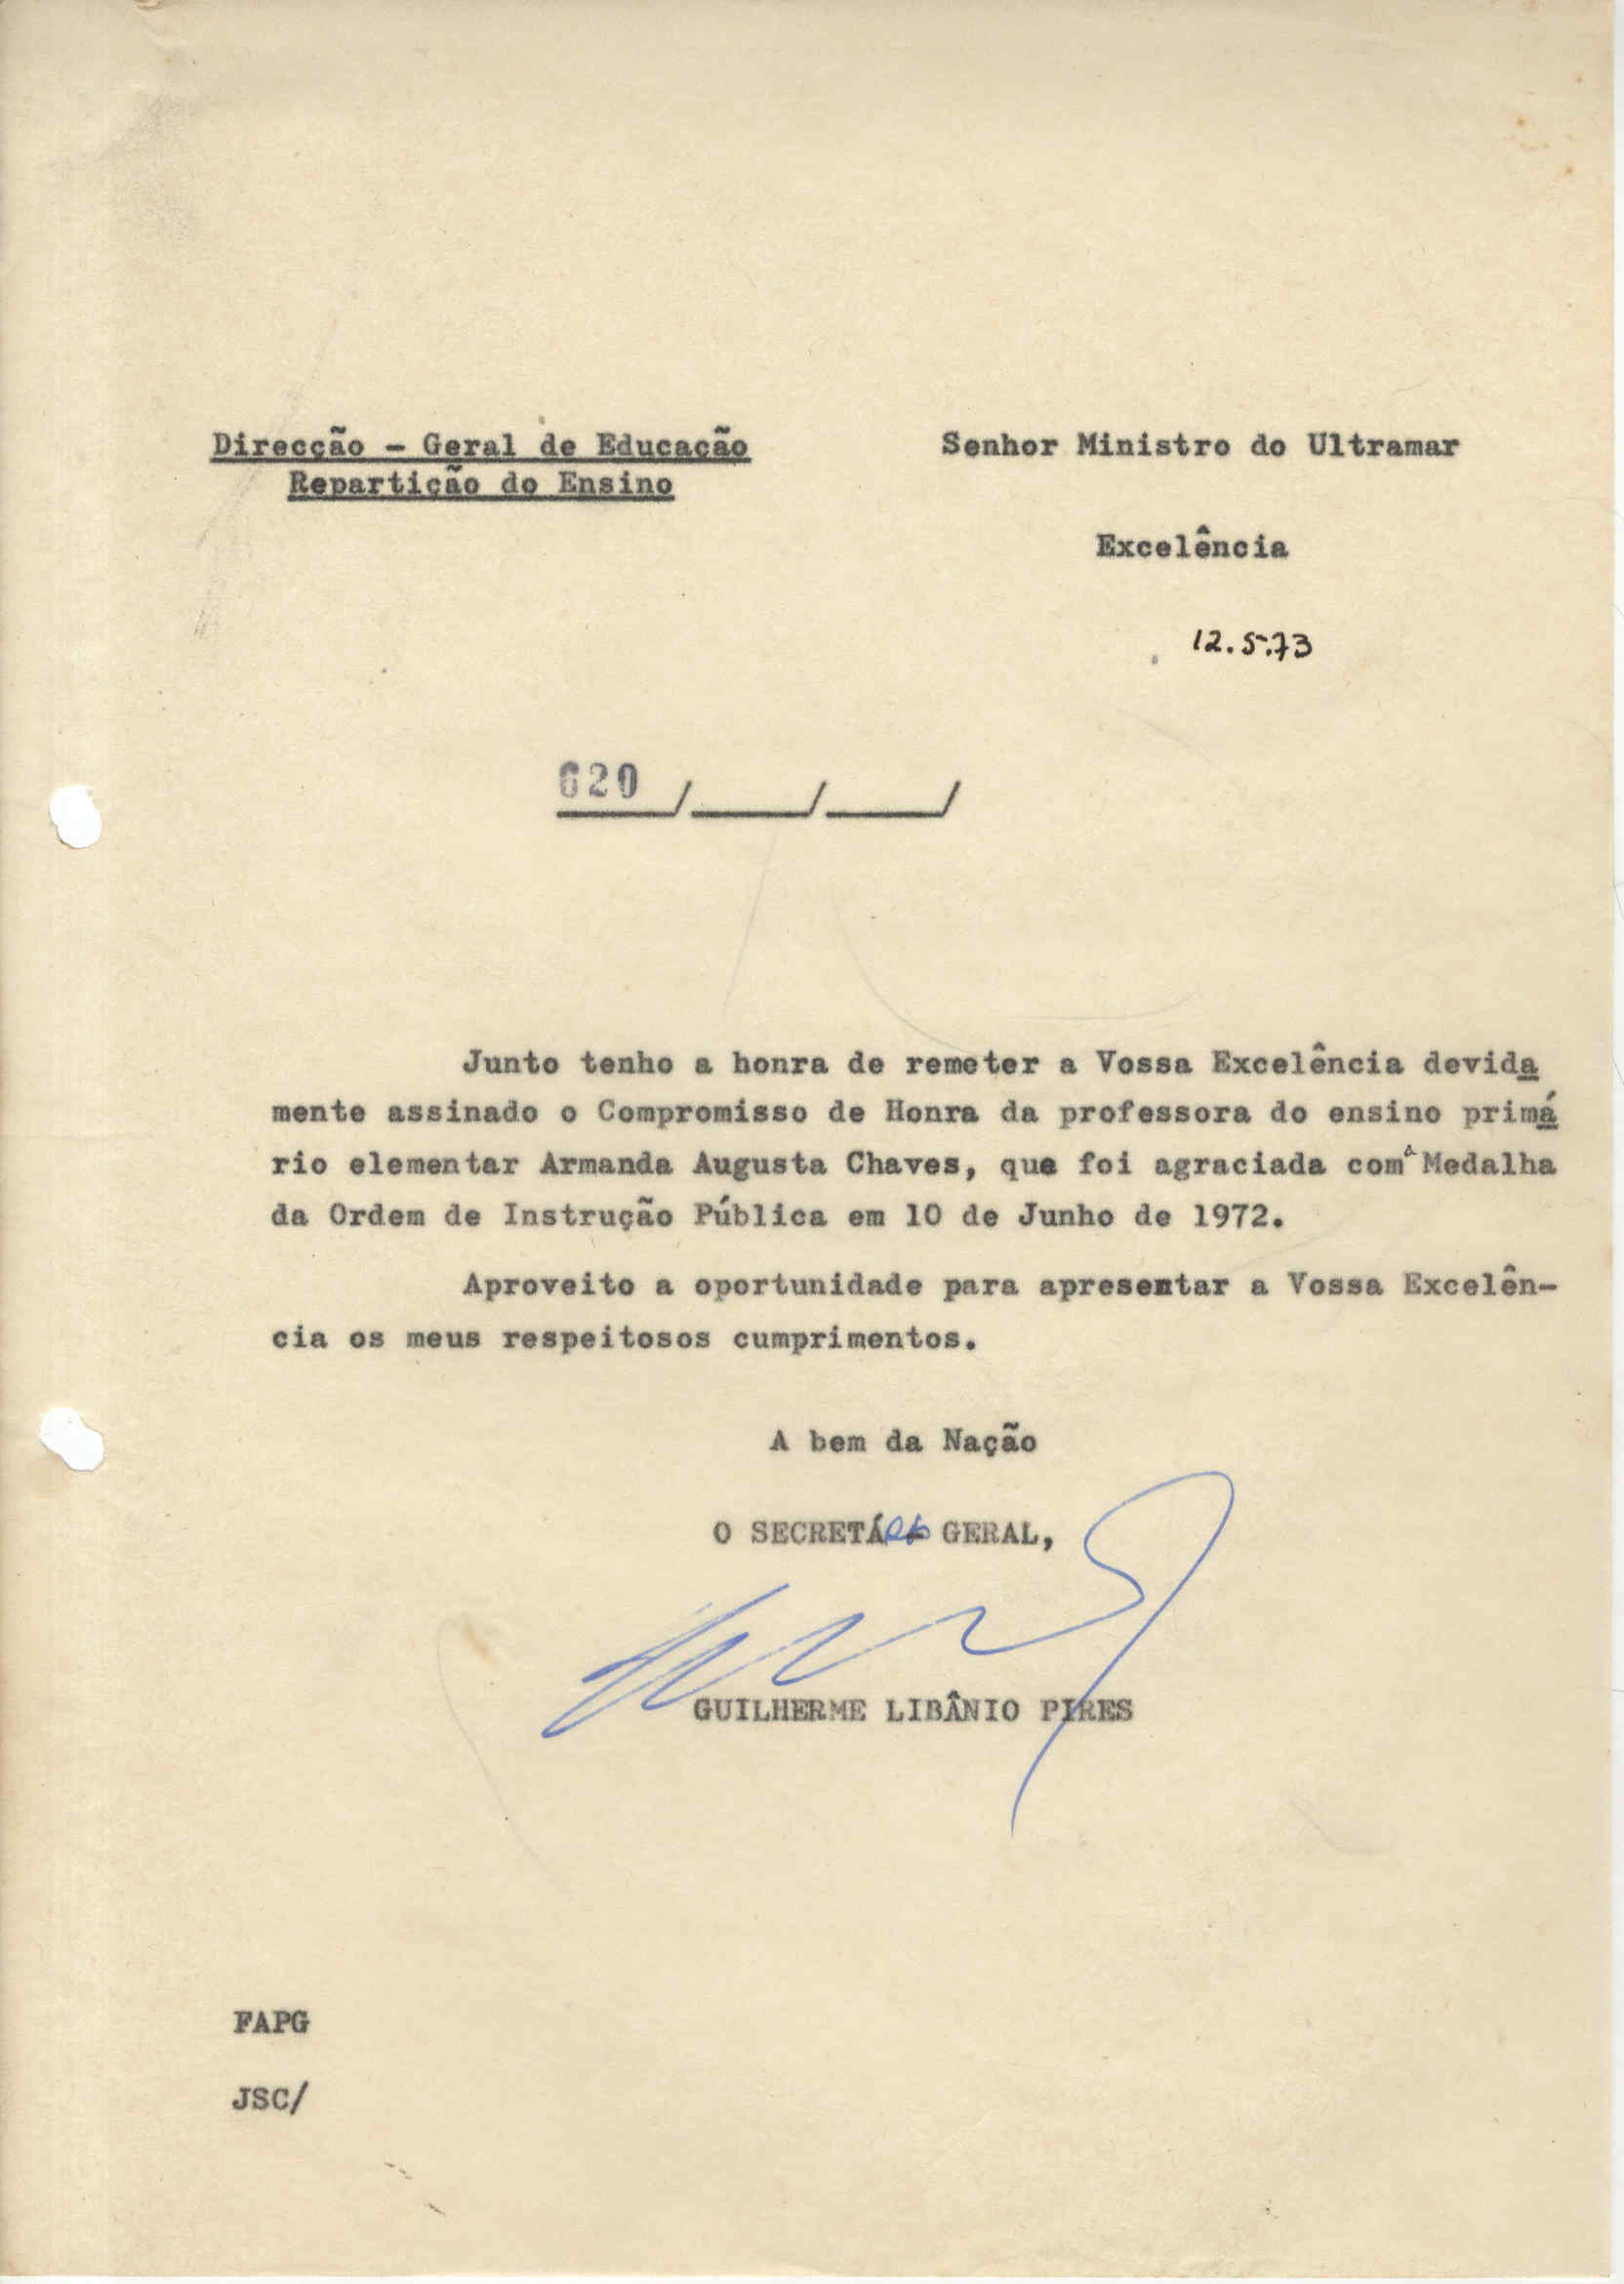 Direcção - Geral de Educação
Repartição do Ensino
Senhor Ministro do Ultramar
Excelência
12.5.73
620 /____/____/
Junto tenho a honra de remeter a Vossa Excelência devida
mente assinado o Compromisso de Honra da professora do ensino primá
rio elementar Armanda Augusta Chaves, que foi agraciada com a Medalha
da Ordem de Instrução Pública em 10 de Junho de 1972.
Aproveito a oportunidade para apresentar a Vossa Excelên-
cia os meus respeitosos cumprimentos.
A bem da Nação
O SECRETÁRIO GERAL,
GUILHERME LIBÂNIO PIRES
FAPG
JSC/